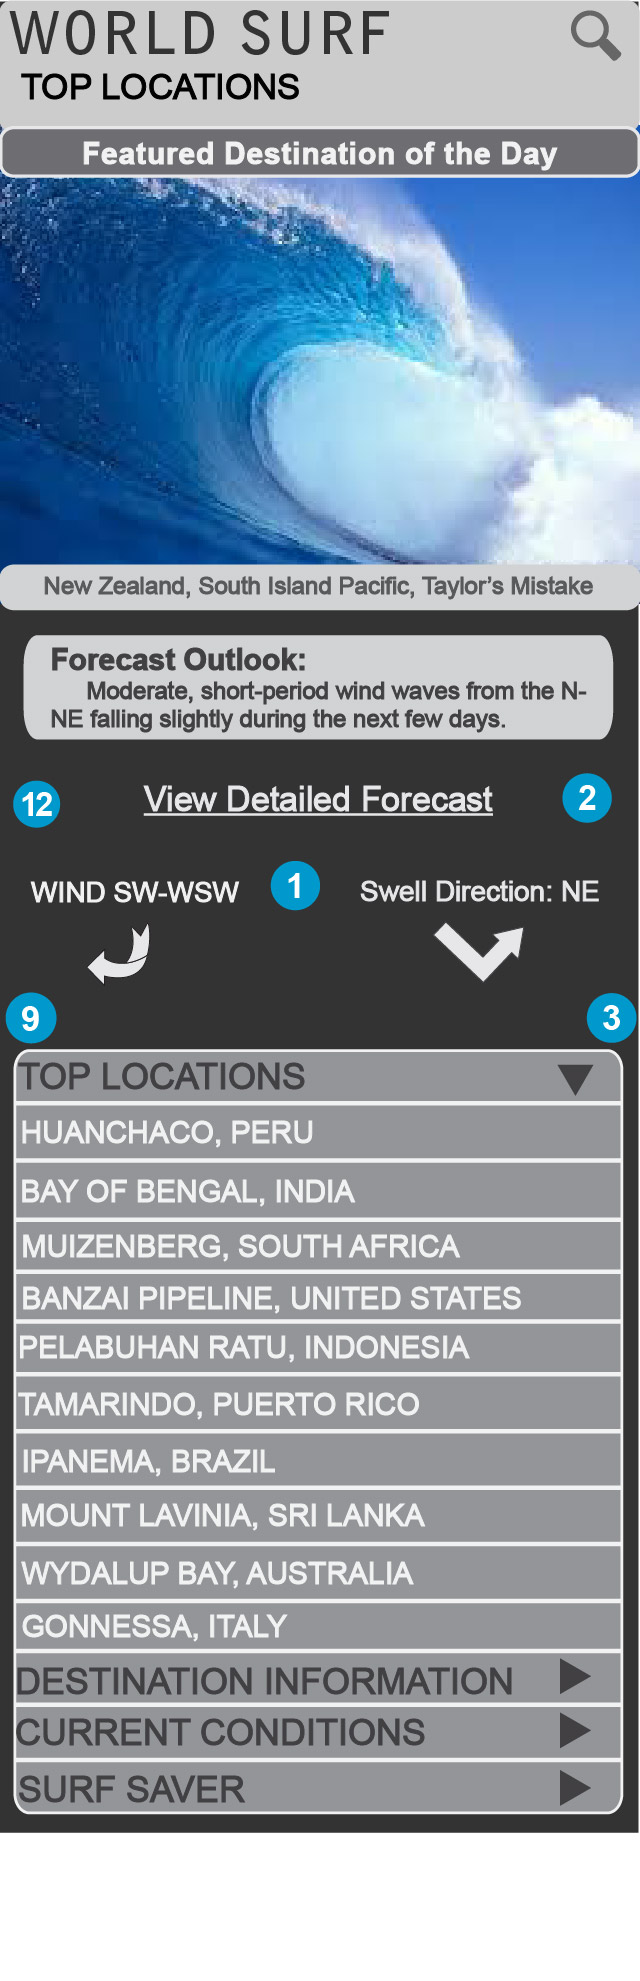 WORLD SURF
TOP LOCATIONS
Featured Destination of the Day
New Zealand, South Island Pacific, Taylor's Mistake
Forecast Outlook:
Moderate, short-period wind waves from the N-
NE falling slightly during the next few days.
12 View Detailed Forecast 2
WIND SW-WSW 1 Swell Direction: NE
9 3
TOP LOCATIONS
HUANCHACO, PERU
BAY OF BENGAL, INDIA
MUIZENBERG, SOUTH AFRICA
BANZAI PIPELINE, UNITED STATES
PELABUHAN RATU, INDONESIA
TAMARINDO, PUERTO RICO
IPANEMA, BRAZIL
MOUNT LAVINIA, SRI LANKA
WYDALUP BAY, AUSTRALIA
GONNESSA, ITALY
DESTINATION INFORMATION
CURRENT CONDITIONS
SURF SAVER